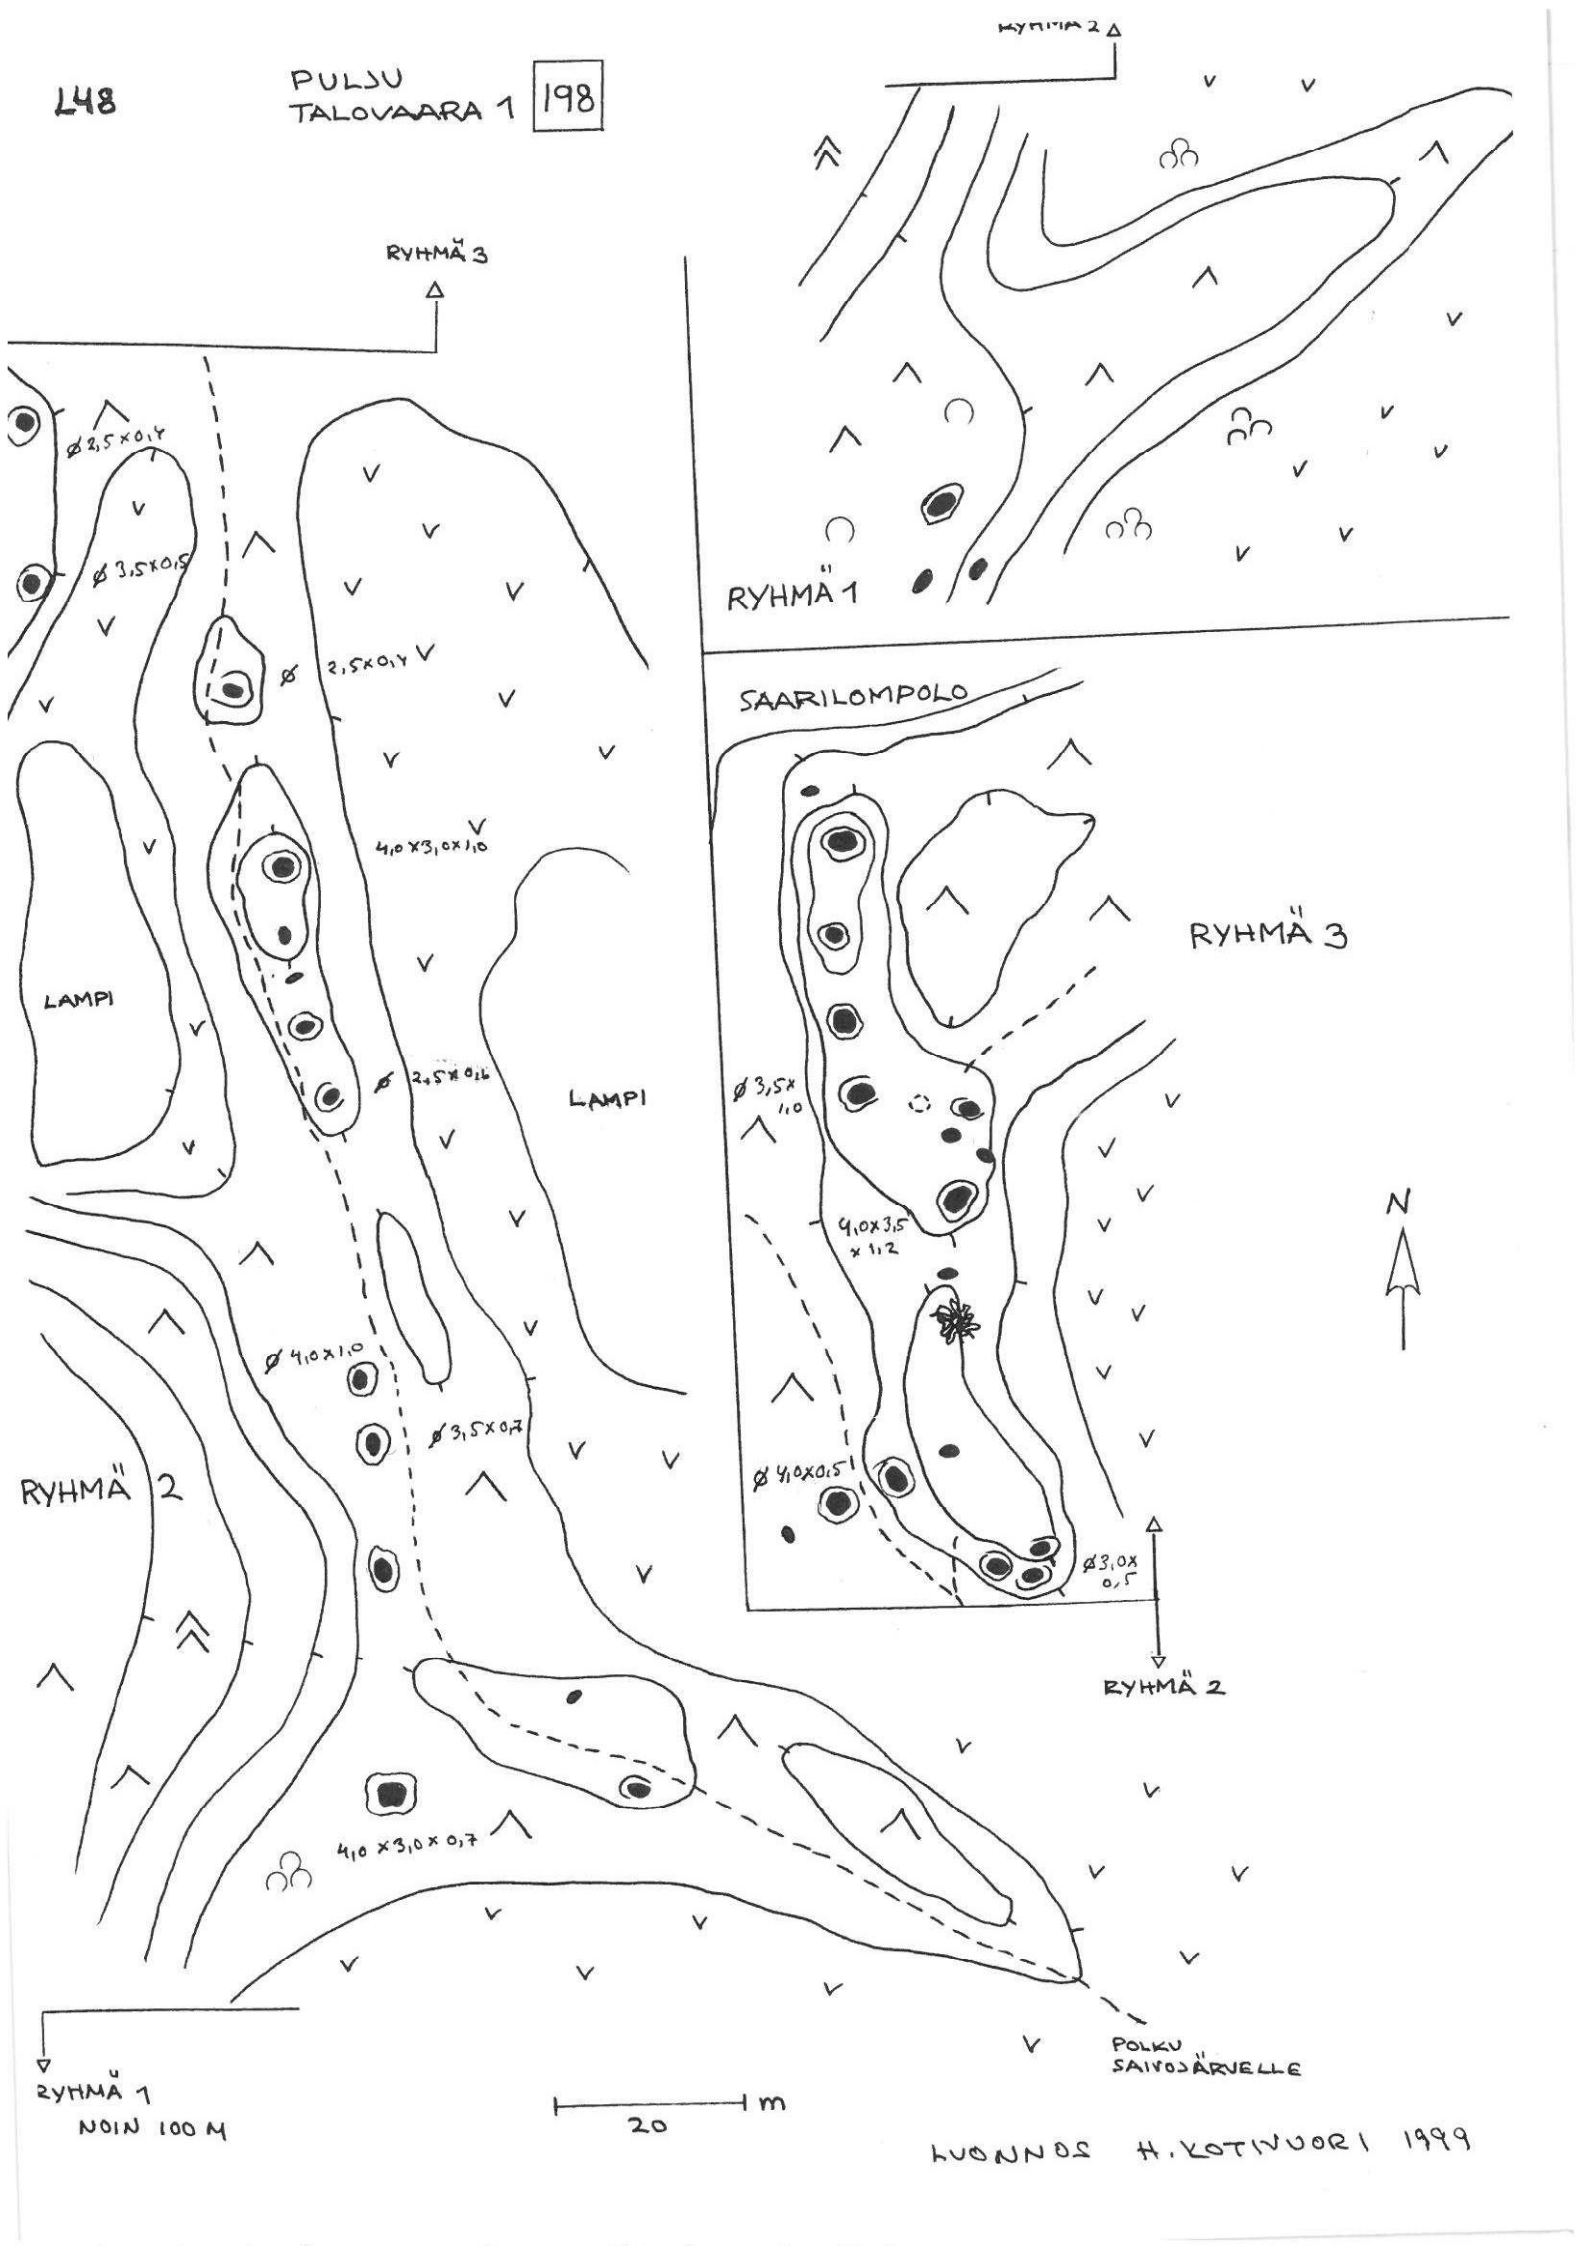 L48
PULJU
TALOVAARA 1
198
RYHMÄ 2
RYHMÄ 3
Ø 2,5×0,4
Ø 3,5×0,5
Ø 2,5×0,4
4,0×3,0×1,0
LAMPI
LAMPI
Ø 4,0×1,0
Ø 3,5×0,7
RYHMÄ 2
4,0×3,0×0,7
RYHMÄ 1
SAARILOMPOLO
RYHMÄ 3
Ø 3,5×
1,0
4,0×3,5
×1,2
N
Ø 4,0×0,5
Ø 3,0×
0,5
RYHMÄ 2
POLKU
SAIVOJÄRVELLE
RYHMÄ 1
NOIN 100 M
20
m
LUONNOS H. KOTIVUORI 1999